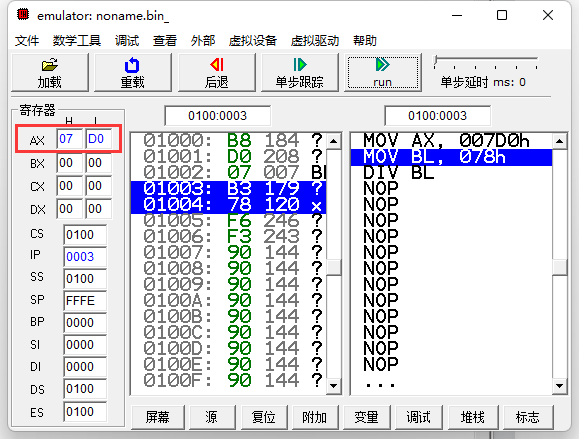 emulator: noname.bin_
文件 数学工具 调试 查看 外部 虚拟设备 虚拟驱动 帮助
加载 重载 后退 单步跟踪 run 单步延时 ms: 0
寄存器
H L
AX 07 D0
BX 00 00
CX 00 00
DX 00 00
CS 0100
IP 0003
SS 0100
SP FFFE
BP 0000
SI 0000
DI 0000
DS 0100
ES 0100
0100:0003
01000: B8 184 ?
01001: D0 208 ?
01002: 07 007 BE
01003: B3 179 ?
01004: 78 120 x
01005: F6 246 ?
01006: F3 243 ?
01007: 90 144 ?
01008: 90 144 ?
01009: 90 144 ?
0100A: 90 144 ?
0100B: 90 144 ?
0100C: 90 144 ?
0100D: 90 144 ?
0100E: 90 144 ?
0100F: 90 144 ?
0100:0003
MOV AX, 007D0h
MOV BL, 078h
DIV BL
NOP
NOP
NOP
NOP
NOP
NOP
NOP
NOP
NOP
NOP
NOP
NOP
...
屏幕 源 复位 附加 变量 调试 堆栈 标志